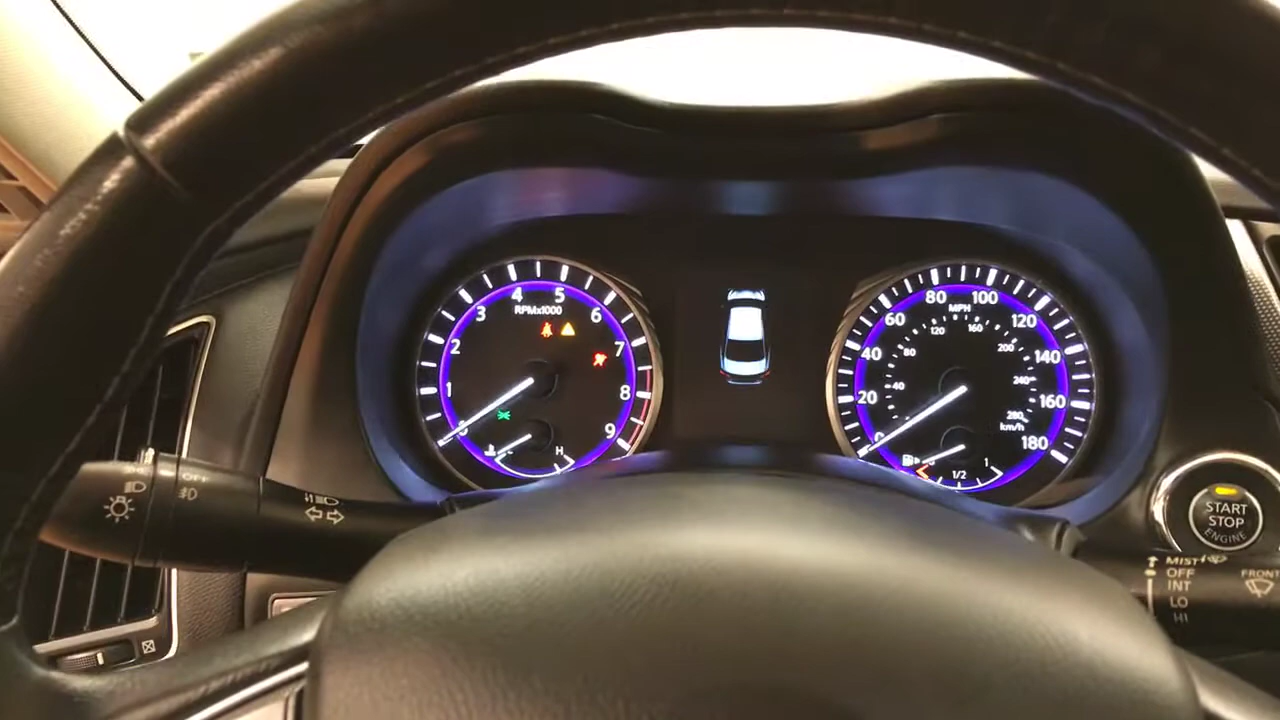 1 2 3 4 5 6 7 8 9
RPMx1000
H
0 20 40 60 80 100 120 140 160 180
MPH
40 80 120 160 200 240 280
km/h
1/2 1
OFF
START
STOP
ENGINE
MIST
OFF
INT
LO
HI
FRONT